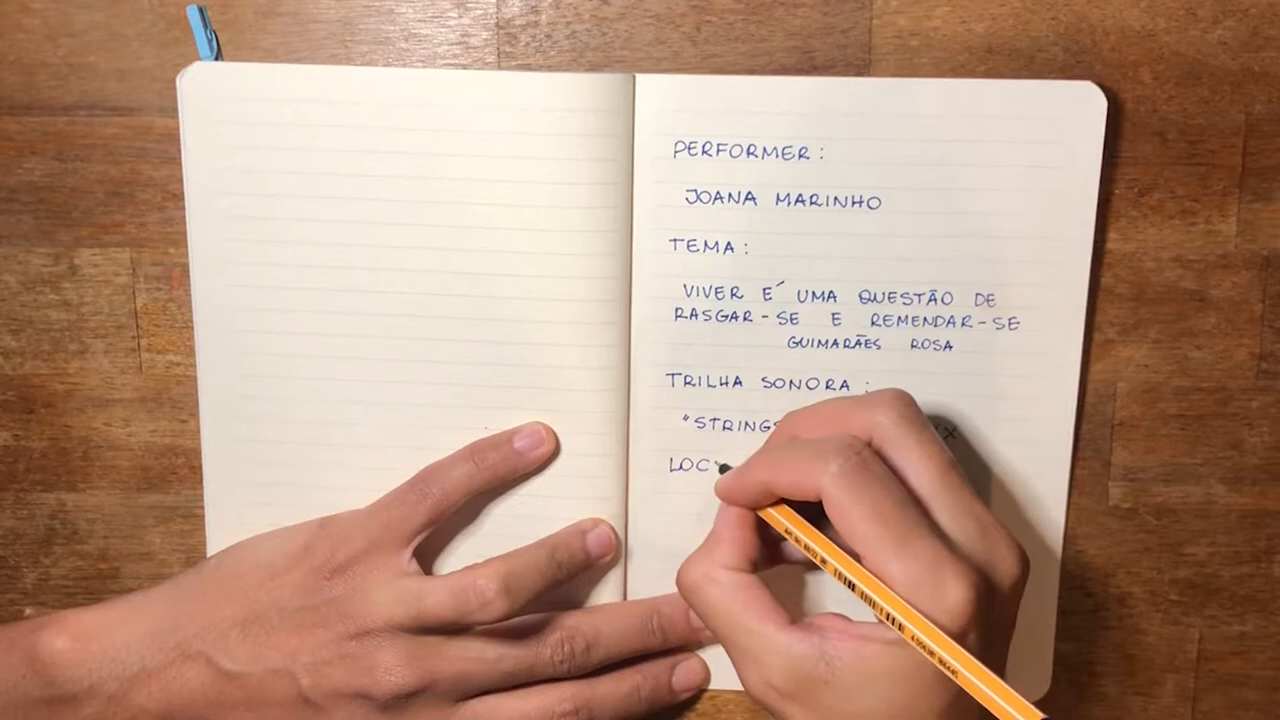 PERFORMER :
JOANA MARINHO
TEMA :
VIVER É UMA QUESTÃO DE
RASGAR-SE E REMENDAR-SE
GUIMARÃES ROSA
TRILHA SONORA :
"STRINGS
LOC